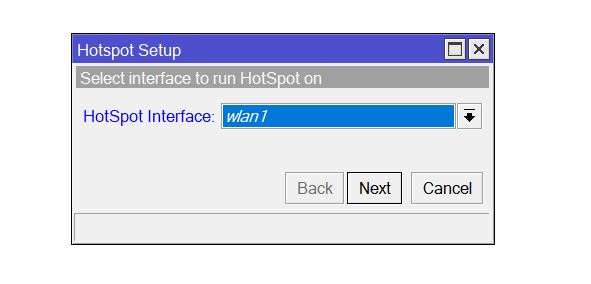 Hotspot Setup
Select interface to run HotSpot on
HotSpot Interface: wlan1
Back Next Cancel